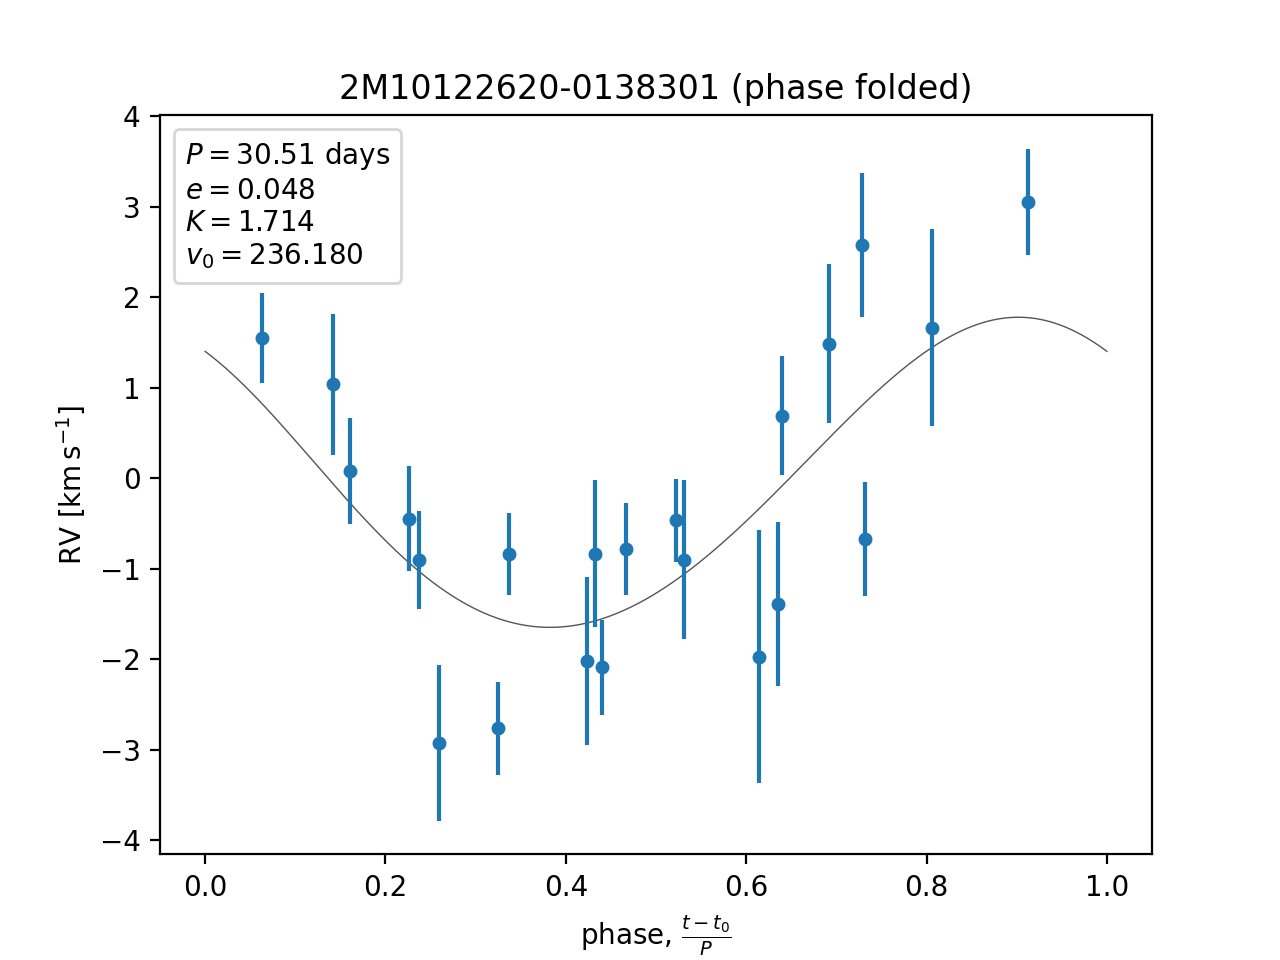 2M10122620-0138301 (phase folded)
P = 30.51 days
e = 0.048
K = 1.714
v₀ = 236.180
4
3
2
1
0
−1
−2
−3
−4
RV [km s⁻¹]
0.0 0.2 0.4 0.6 0.8 1.0
phase, (t − t₀)/P